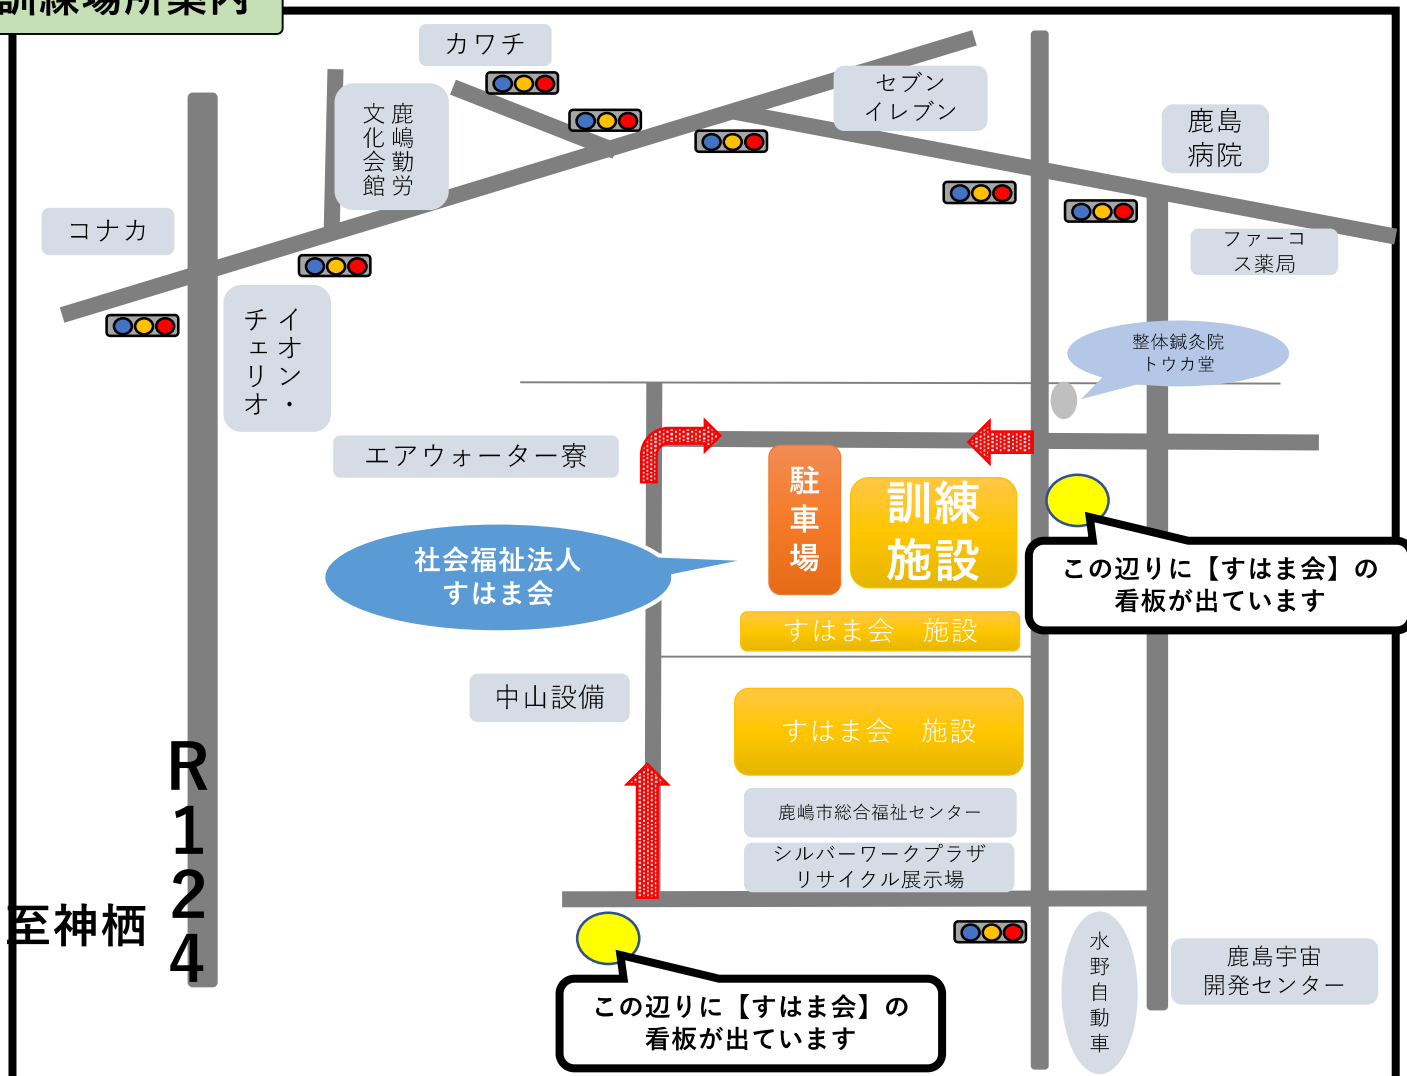 訓練場所案内
カワチ
セブン
イレブン
鹿嶋勤労
文化会館
鹿島
病院
コナカ
ファーコ
ス薬局
イオン・
チェリオ
整体鍼灸院
トウカ堂
エアウォーター寮
駐車場
訓練
施設
社会福祉法人
すはま会
この辺りに【すはま会】の
看板が出ています
すはま会 施設
中山設備
すはま会 施設
R124
鹿嶋市総合福祉センター
シルバーワークプラザ
リサイクル展示場
至神栖
水野自動車
鹿島宇宙
開発センター
この辺りに【すはま会】の
看板が出ています